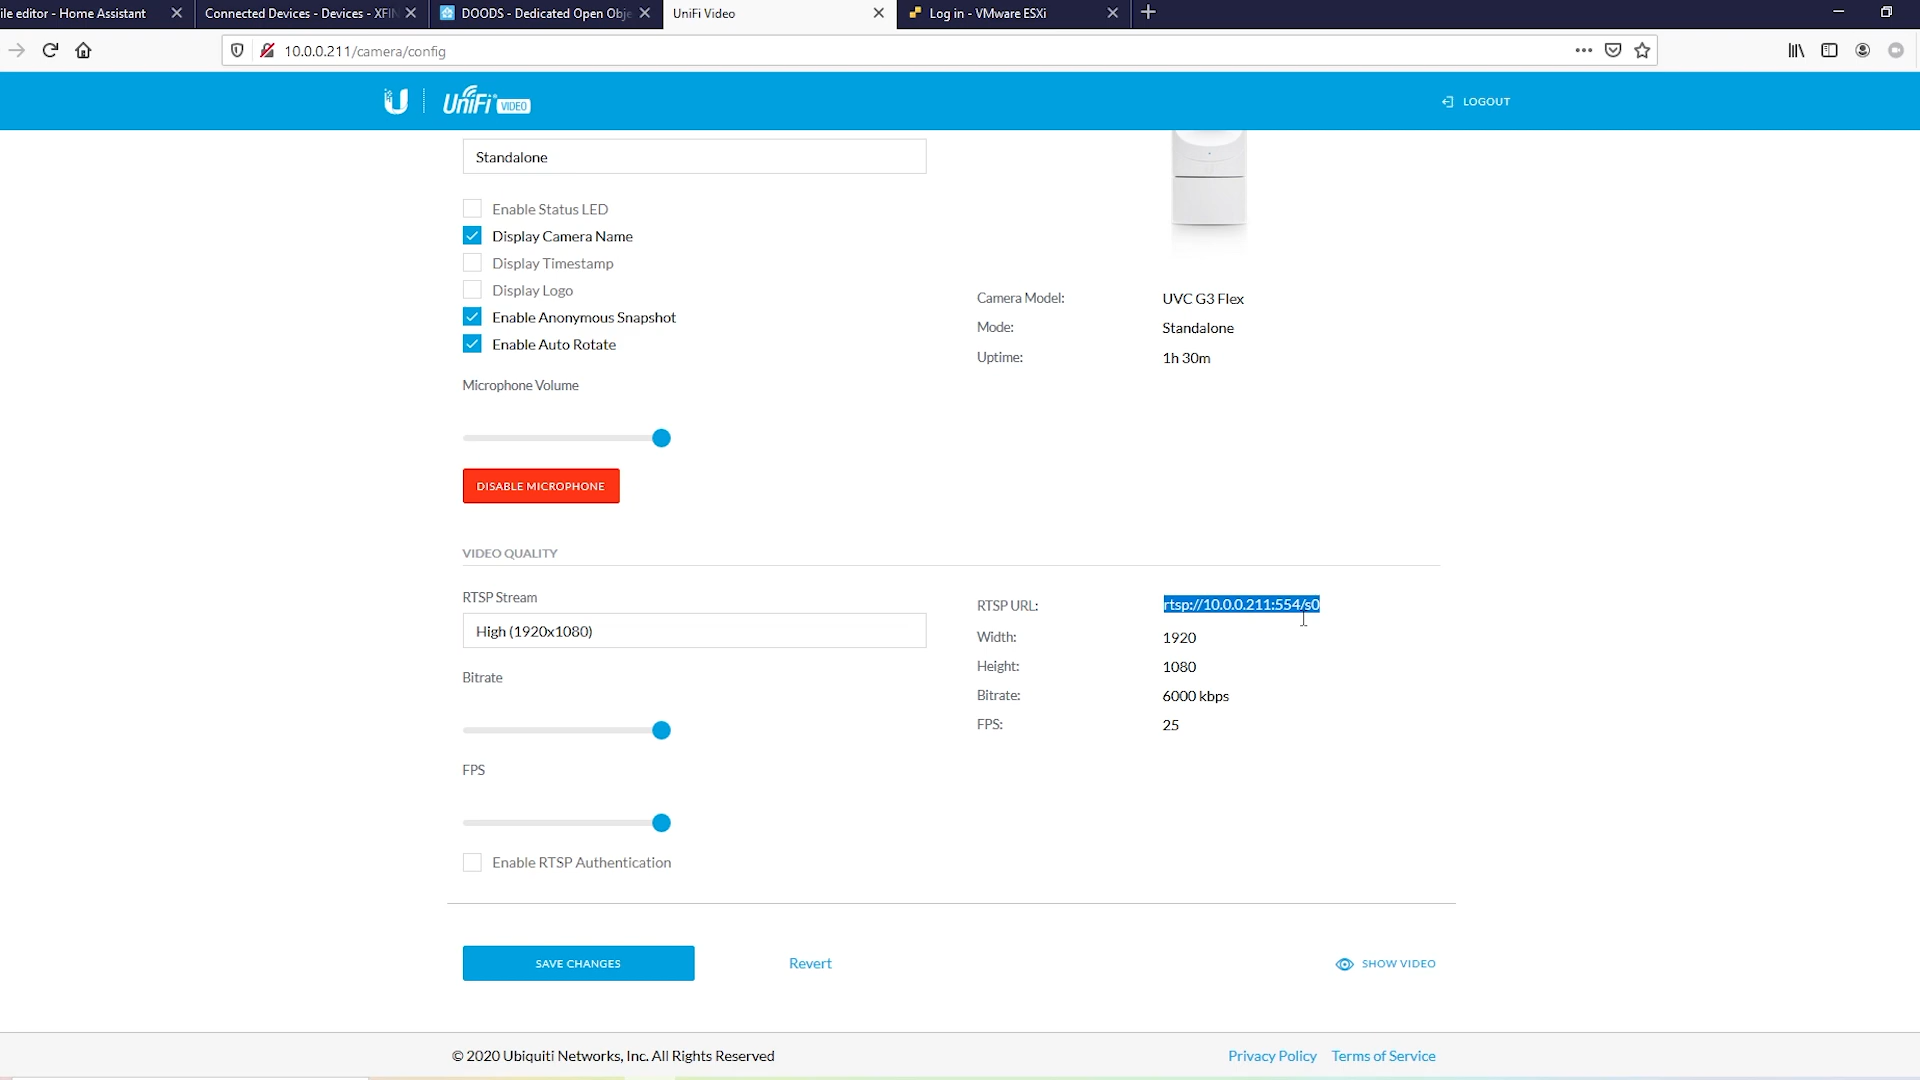 ile editor - Home Assistant
Connected Devices - Devices - XFIN
DOODS - Dedicated Open Obje
UniFi Video
Log in - VMware ESXi
10.0.0.211/camera/config
UniFi VIDEO
LOGOUT
Standalone
Enable Status LED
Display Camera Name
Display Timestamp
Display Logo
Enable Anonymous Snapshot
Enable Auto Rotate
Camera Model: UVC G3 Flex
Mode: Standalone
Uptime: 1h 30m
Microphone Volume
DISABLE MICROPHONE
VIDEO QUALITY
RTSP Stream
High (1920x1080)
Bitrate
FPS
Enable RTSP Authentication
RTSP URL: rtsp://10.0.0.211:554/s0
Width: 1920
Height: 1080
Bitrate: 6000 kbps
FPS: 25
SAVE CHANGES
Revert
SHOW VIDEO
© 2020 Ubiquiti Networks, Inc. All Rights Reserved
Privacy Policy
Terms of Service